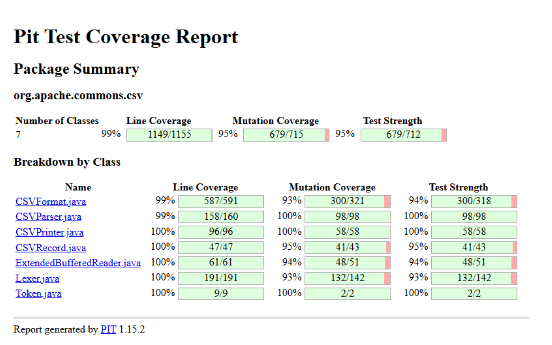 Pit Test Coverage Report
Package Summary
org.apache.commons.csv
Number of Classes Line Coverage Mutation Coverage Test Strength
7 99% 1149/1155 95% 679/715 95% 679/712
Breakdown by Class
Name Line Coverage Mutation Coverage Test Strength
CSVFormat.java 99% 587/591 93% 300/321 94% 300/318
CSVParser.java 99% 158/160 100% 98/98 100% 98/98
CSVPrinter.java 100% 96/96 100% 58/58 100% 58/58
CSVRecord.java 100% 47/47 95% 41/43 95% 41/43
ExtendedBufferedReader.java 100% 61/61 94% 48/51 94% 48/51
Lexer.java 100% 191/191 93% 132/142 93% 132/142
Token.java 100% 9/9 100% 2/2 100% 2/2
Report generated by PIT 1.15.2